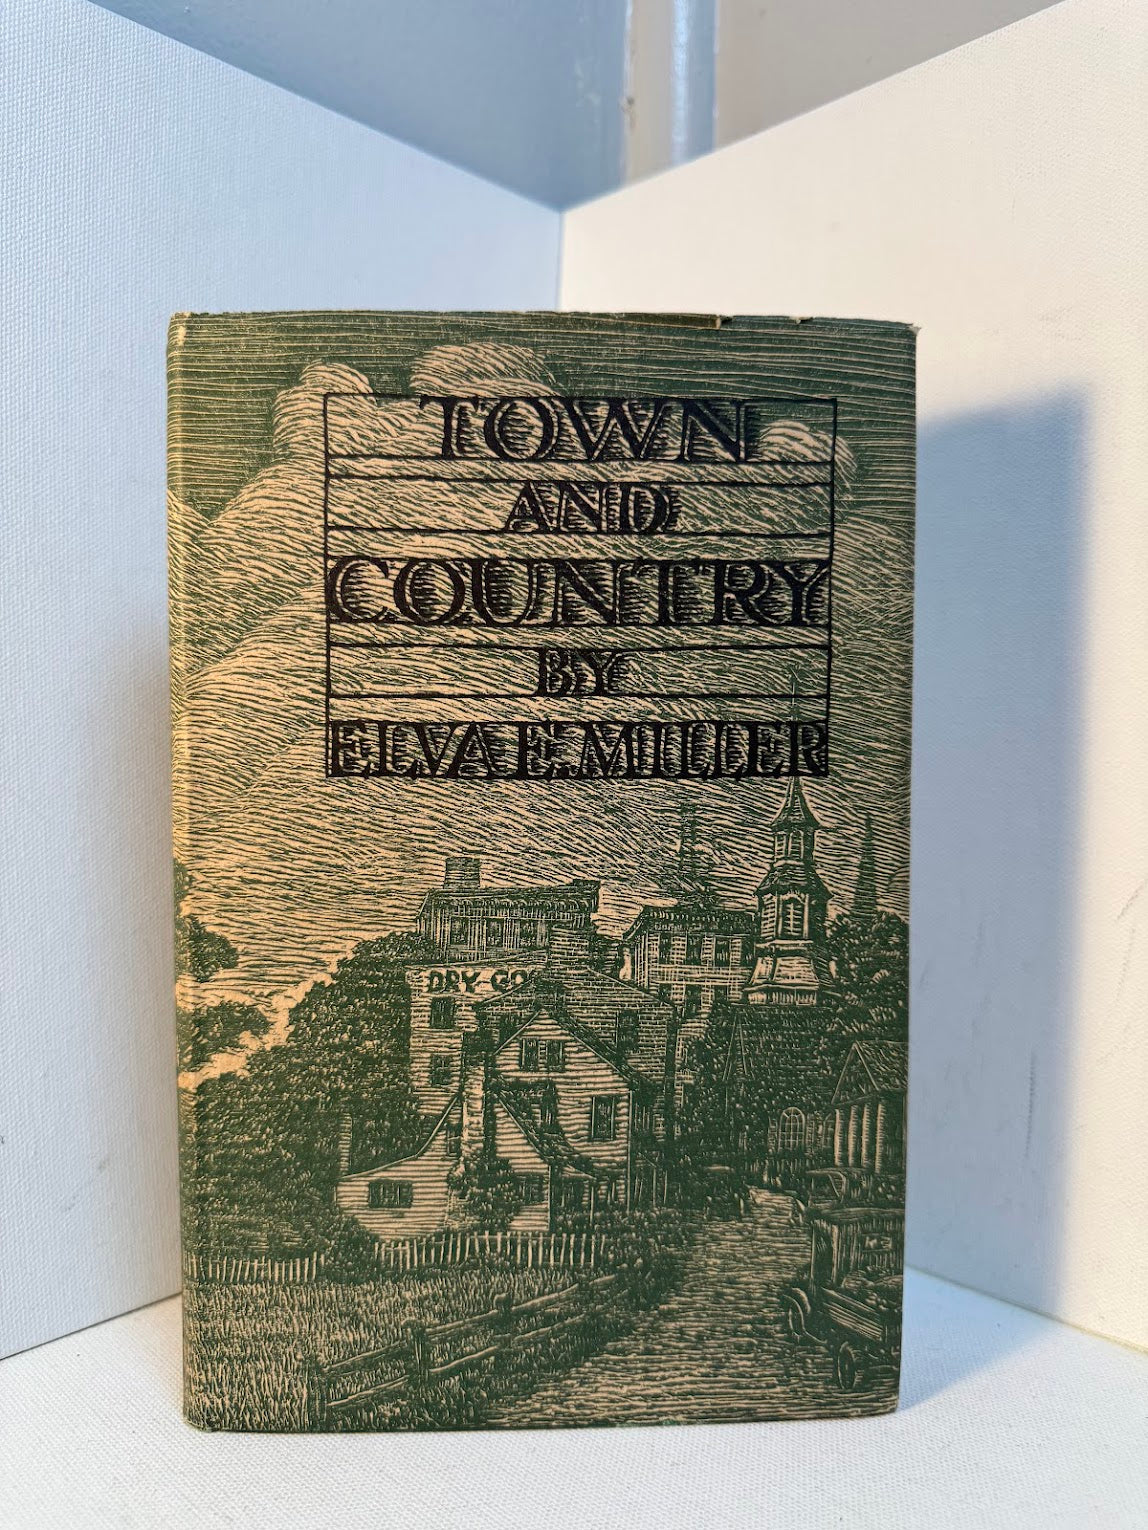 TOWN
AND
COUNTRY
BY
ELVA E. MILLER
DRY GO